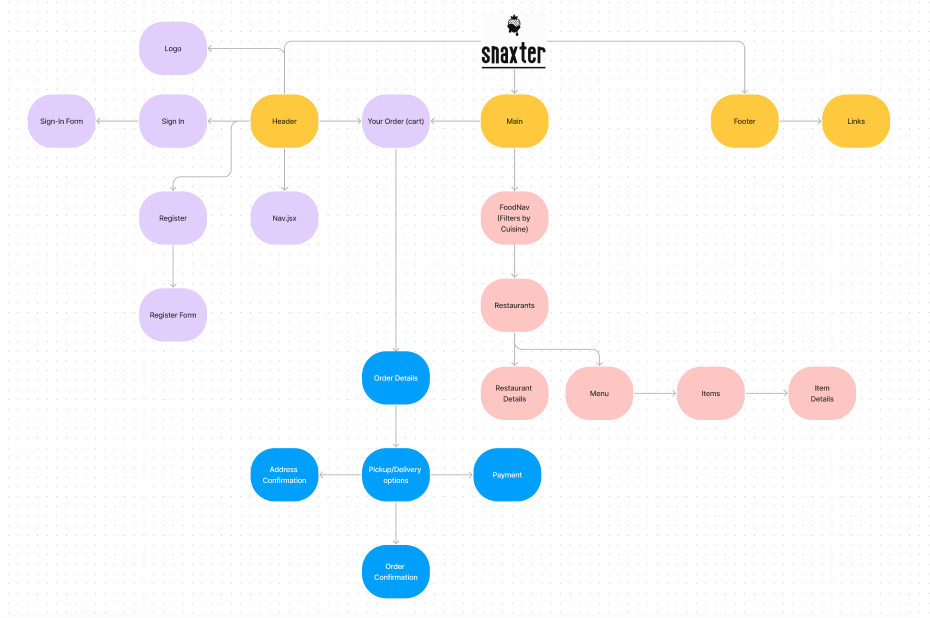 snaxter
Logo
Sign-In Form
Sign In
Header
Your Order (cart)
Main
Footer
Links
Register
Nav.jsx
FoodNav
(Filters by
Cuisine)
Register Form
Restaurants
Order Details
Restaurant
Details
Menu
Items
Item
Details
Address
Confirmation
Pickup/Delivery
options
Payment
Order
Confirmation